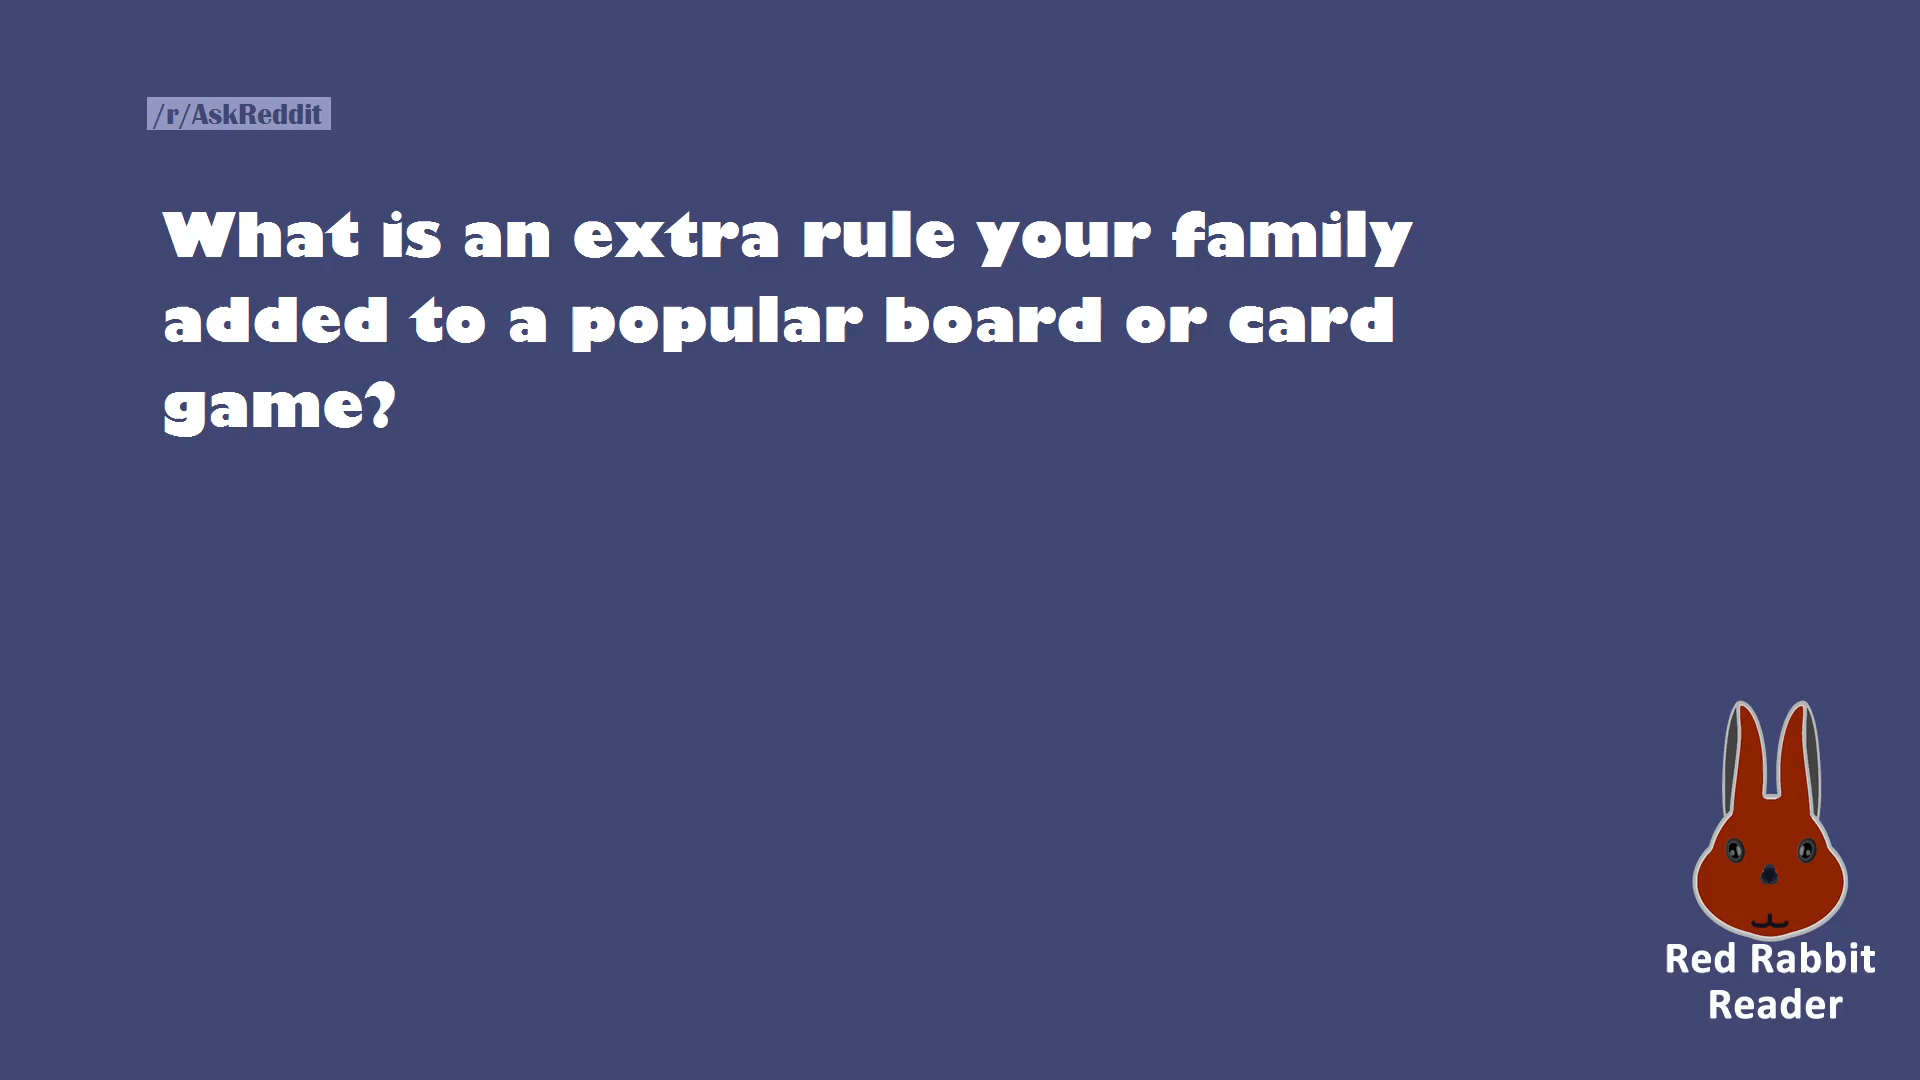 /r/AskReddit
What is an extra rule your family
added to a popular board or card
game?
Red Rabbit
Reader